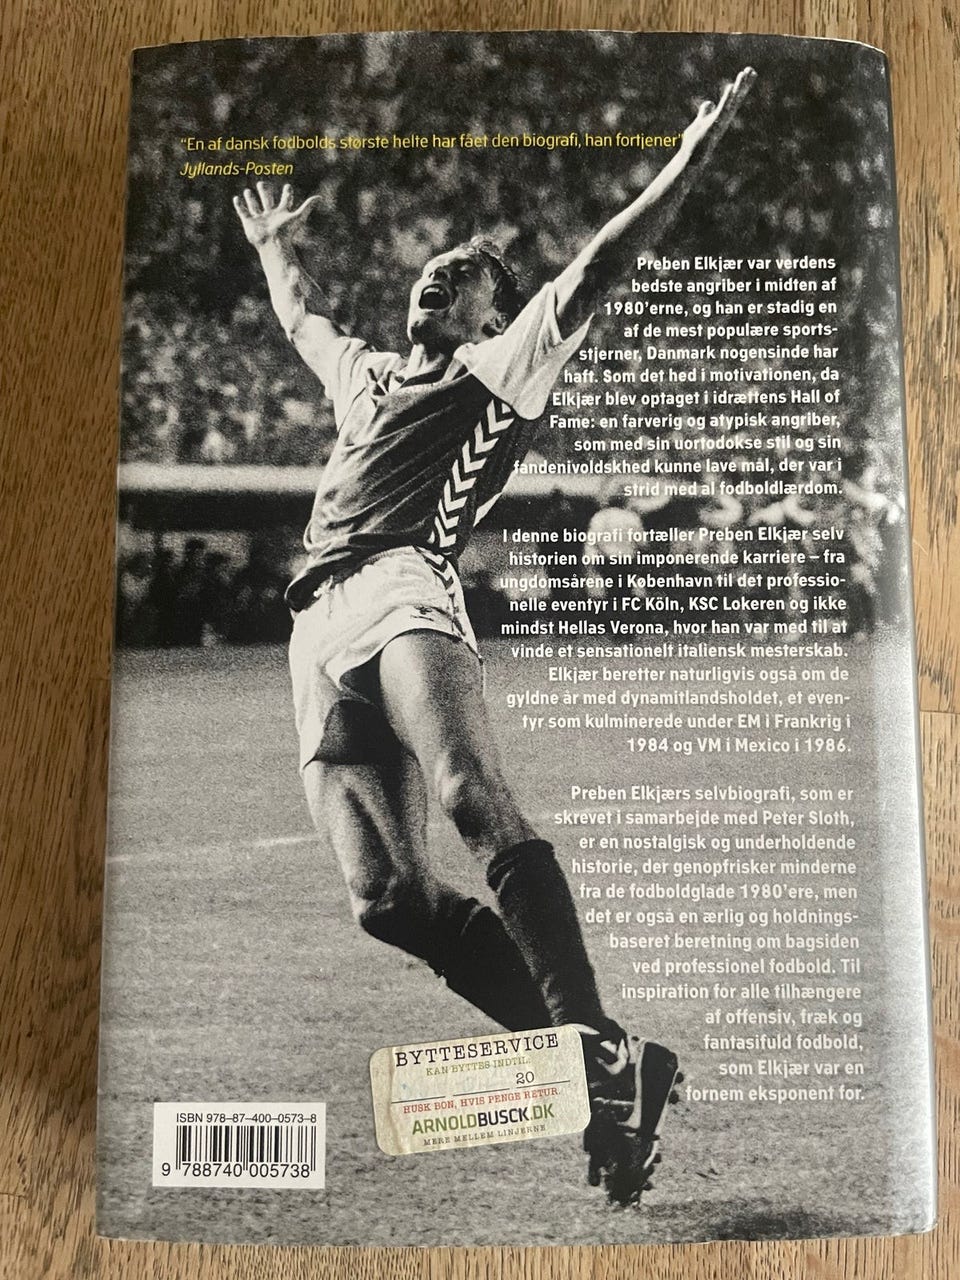 “En af dansk fodbolds største helte har fået den biografi, han fortjener”
Jyllands-Posten
Preben Elkjær var verdens
bedste angriber i midten af
1980’erne, og han er stadig en
af de mest populære sports-
stjerner, Danmark nogensinde har
haft. Som det hed i motivationen, da
Elkjær blev optaget i idrættens Hall of
Fame: en farverig og atypisk angriber,
som med sin uortodokse stil og sin
fandenivoldskhed kunne lave mål, der var i
strid med al fodboldlærdom.
I denne biografi fortæller Preben Elkjær selv
historien om sin imponerende karriere – fra
ungdomsårene i København til det professio-
nelle eventyr i FC Köln, KSC Lokeren og ikke
mindst Hellas Verona, hvor han var med til at
vinde et sensationelt italiensk mesterskab.
Elkjær beretter naturligvis også om de
gyldne år med dynamitlandsholdet, et even-
tyr som kulminerede under EM i Frankrig i
1984 og VM i Mexico i 1986.
Preben Elkjærs selvbiografi, som er
skrevet i samarbejde med Peter Sloth,
er en nostalgisk og underholdende
historie, der genopfrisker minderne
fra de fodboldglade 1980’ere, men
det er også en ærlig og holdnings-
baseret beretning om bagsiden
ved professionel fodbold. Til
inspiration for alle tilhængere
af offensiv, fræk og
fantasifuld fodbold,
som Elkjær var en
fornem eksponent for.
BYTTESERVICE
KAN BYTTES INDTIL:
20
HUSK BON, HVIS PENGE RETUR.
ARNOLDBUSCK.DK
MERE MELLEM LINJERNE
ISBN 978-87-400-0573-8
9 788740 005738